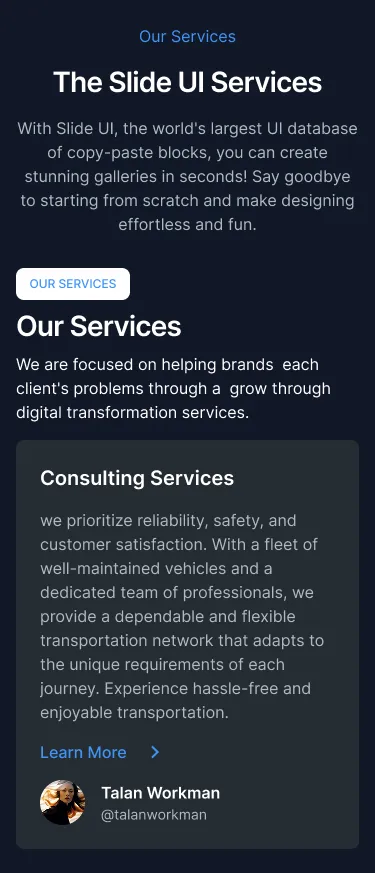 Our Services
The Slide UI Services
With Slide UI, the world's largest UI database
of copy-paste blocks, you can create
stunning galleries in seconds! Say goodbye
to starting from scratch and make designing
effortless and fun.
OUR SERVICES
Our Services
We are focused on helping brands  each
client's problems through a  grow through
digital transformation services.
Consulting Services
we prioritize reliability, safety, and
customer satisfaction. With a fleet of
well-maintained vehicles and a
dedicated team of professionals, we
provide a dependable and flexible
transportation network that adapts to
the unique requirements of each
journey. Experience hassle-free and
enjoyable transportation.
Learn More
Talan Workman
@talanworkman